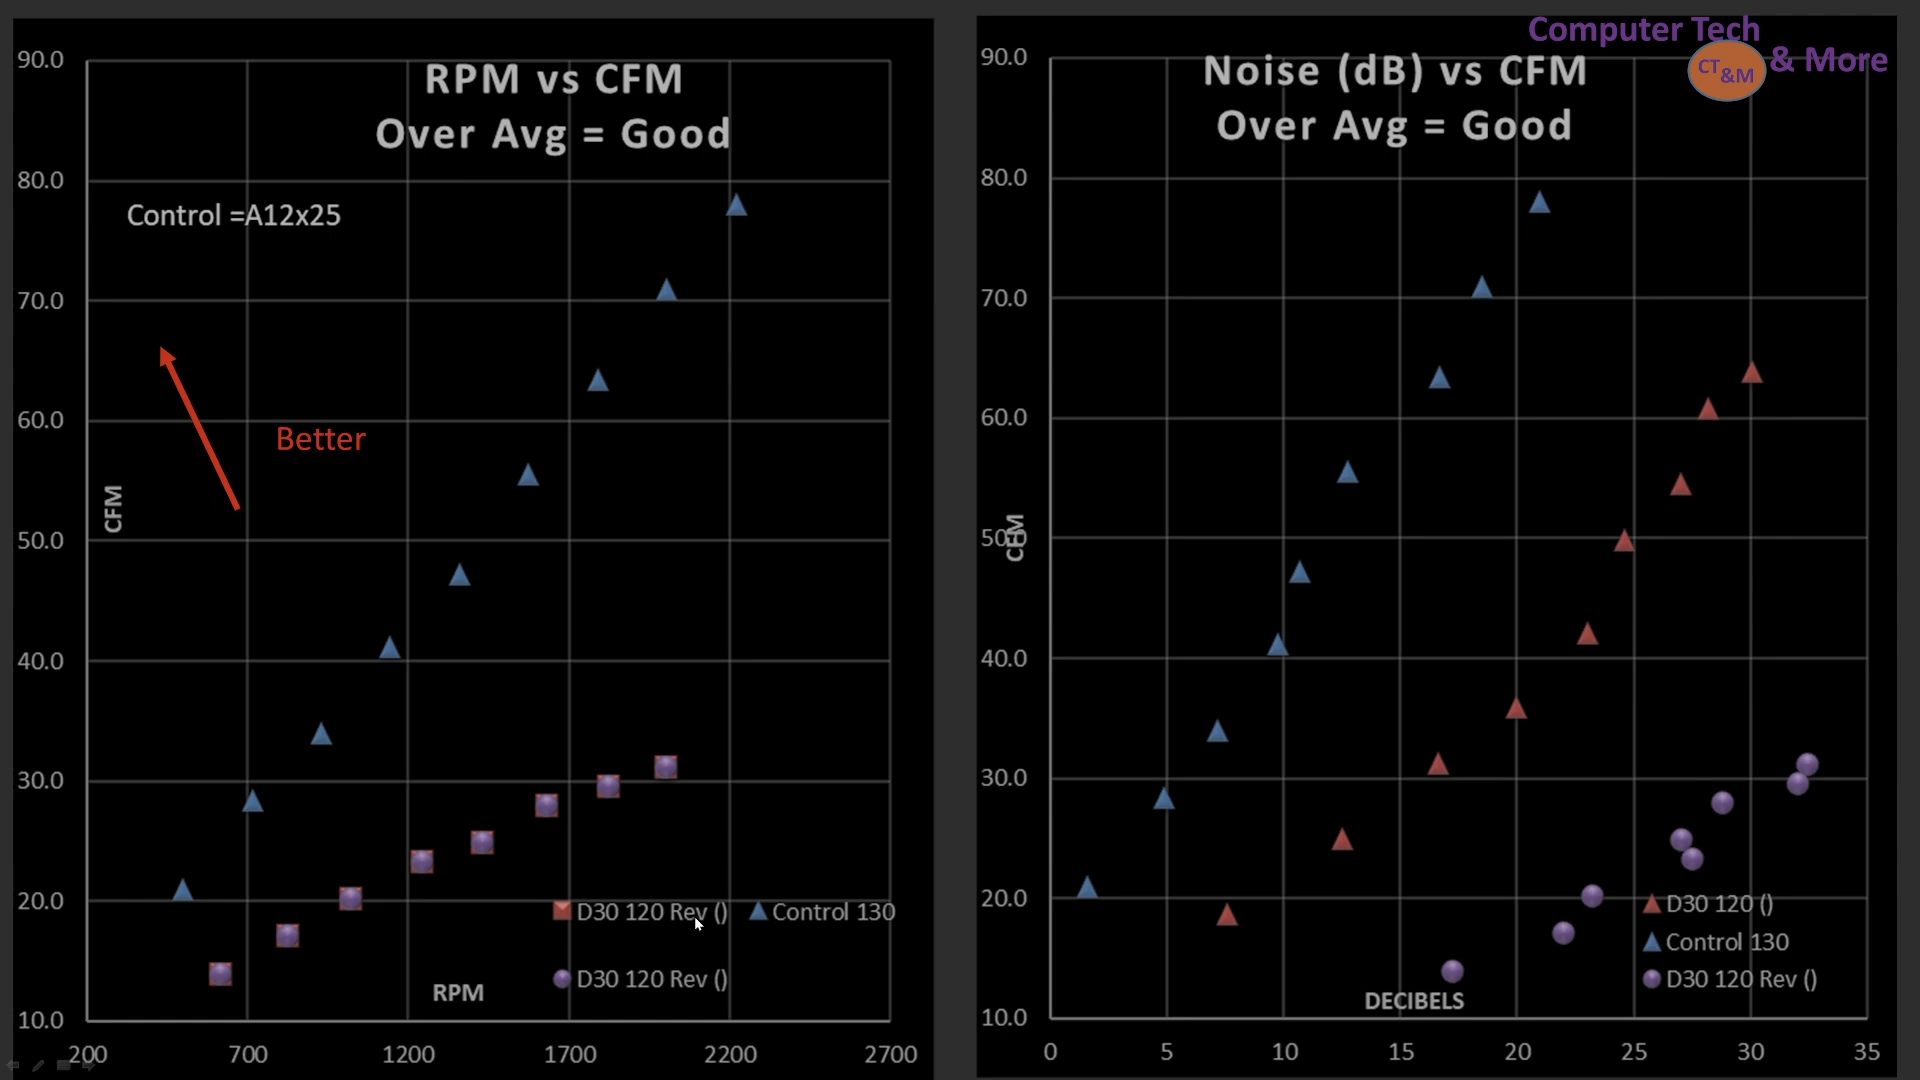 RPM vs CFM
Over Avg = Good
90.0
80.0
70.0
60.0
50.0
40.0
30.0
20.0
10.0
Control =A12x25
Better
CFM
D30 120 Rev ()
Control 130
D30 120 Rev ()
RPM
200
700
1200
1700
2200
2700
Computer Tech
& More
CT
&M
Noise (dB) vs CFM
Over Avg = Good
90.0
80.0
70.0
60.0
50.0
40.0
30.0
20.0
10.0
CFM
D30 120 ()
Control 130
D30 120 Rev ()
DECIBELS
0
5
10
15
20
25
30
35